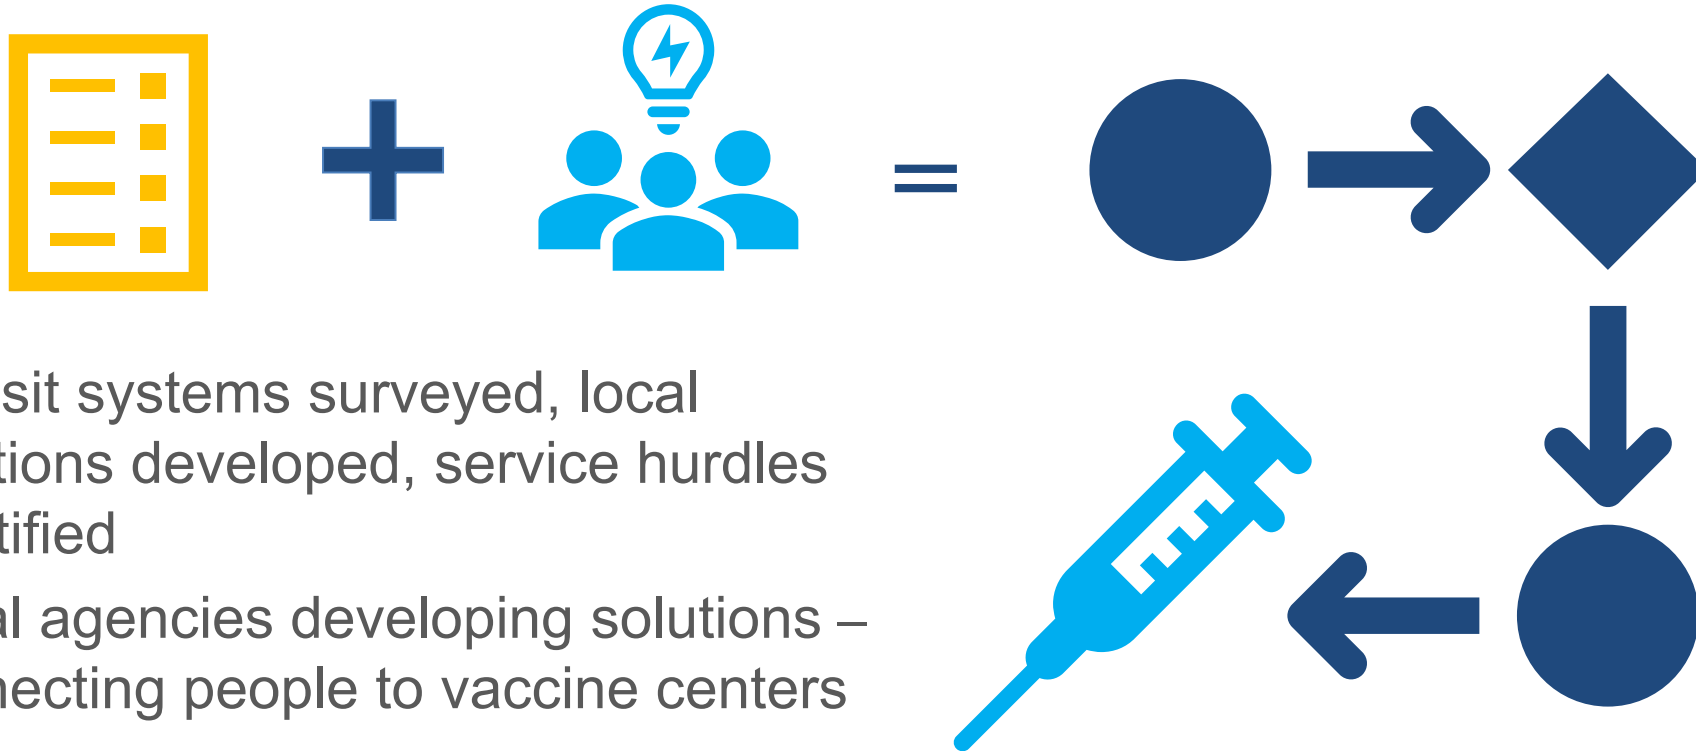 sit systems surveyed, local
tions developed, service hurdles
tified
al agencies developing solutions –
necting people to vaccine centers